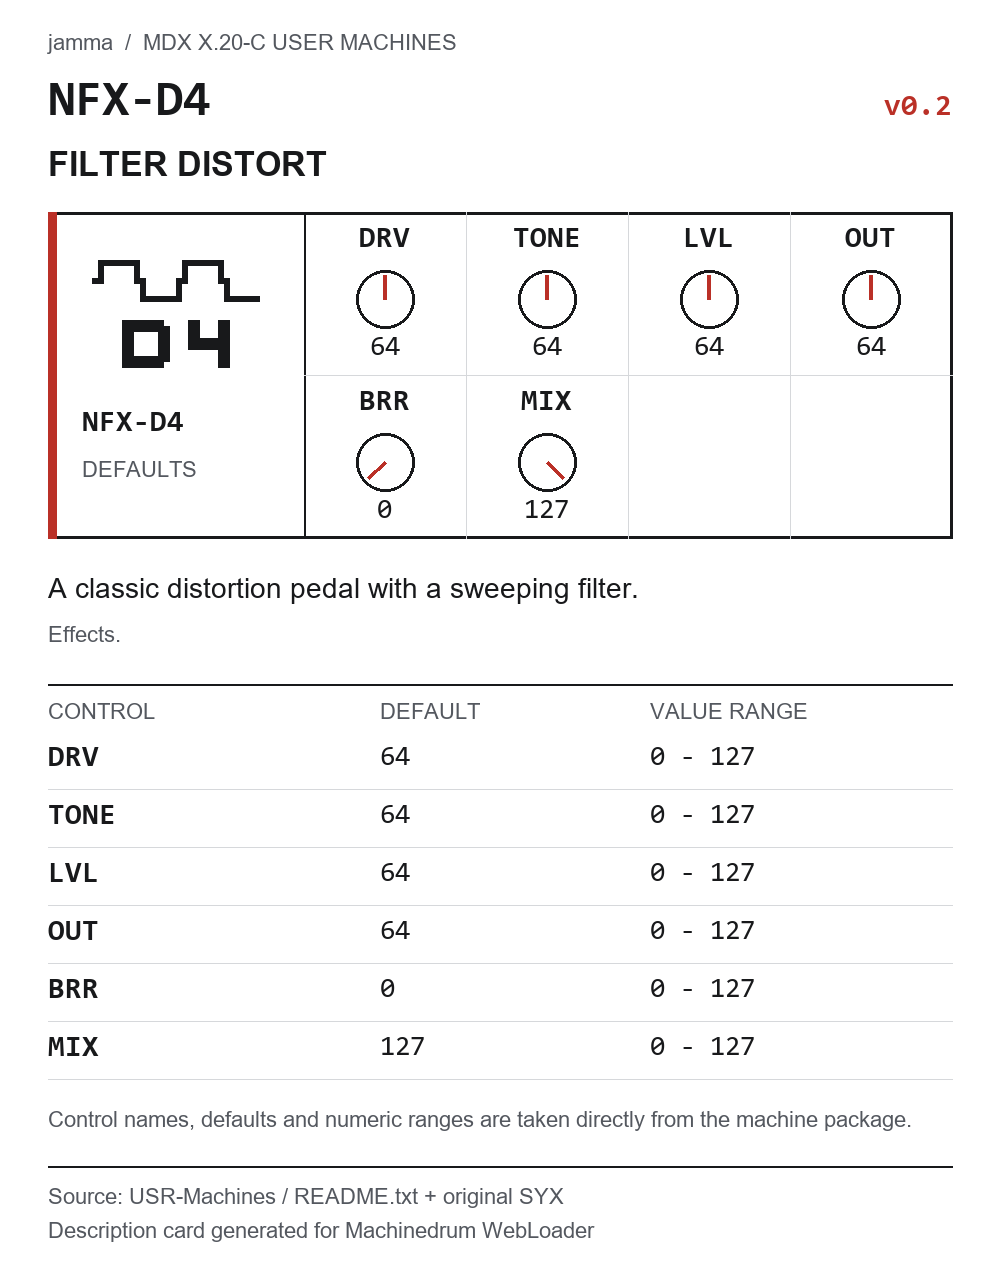 jamma / MDX X.20-C USER MACHINES
NFX-D4
v0.2
FILTER DISTORT
D4
NFX-D4
DEFAULTS
DRV TONE LVL OUT
64 64 64 64
BRR MIX
0 127
A classic distortion pedal with a sweeping filter.
Effects.
CONTROL DEFAULT VALUE RANGE
DRV 64 0 - 127
TONE 64 0 - 127
LVL 64 0 - 127
OUT 64 0 - 127
BRR 0 0 - 127
MIX 127 0 - 127
Control names, defaults and numeric ranges are taken directly from the machine package.
Source: USR-Machines / README.txt + original SYX
Description card generated for Machinedrum WebLoader